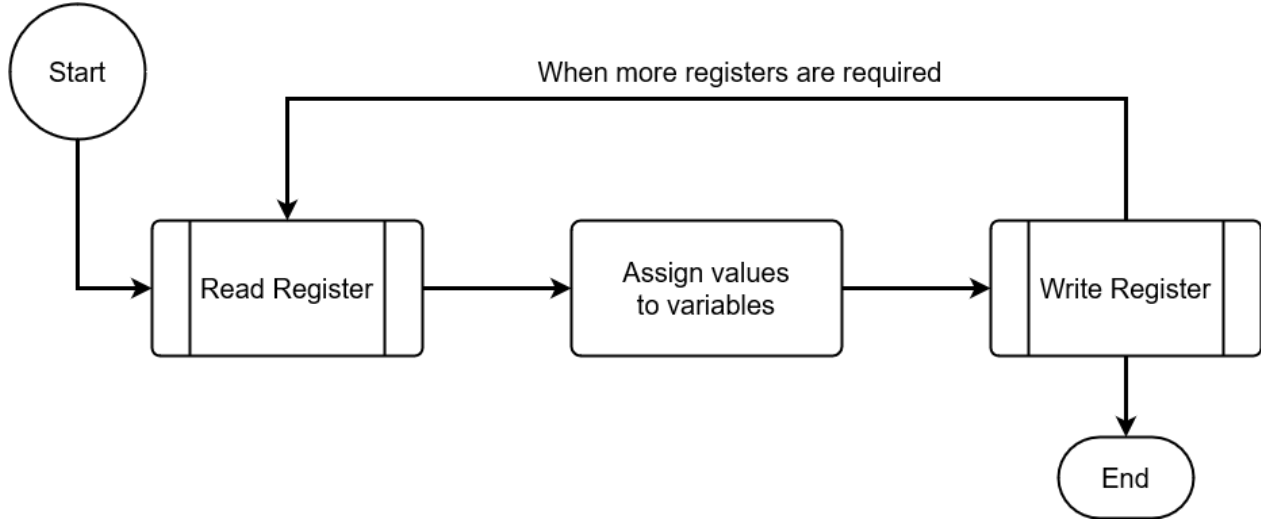 Start
When more registers are required
Read Register
Assign values
to variables
Write Register
End